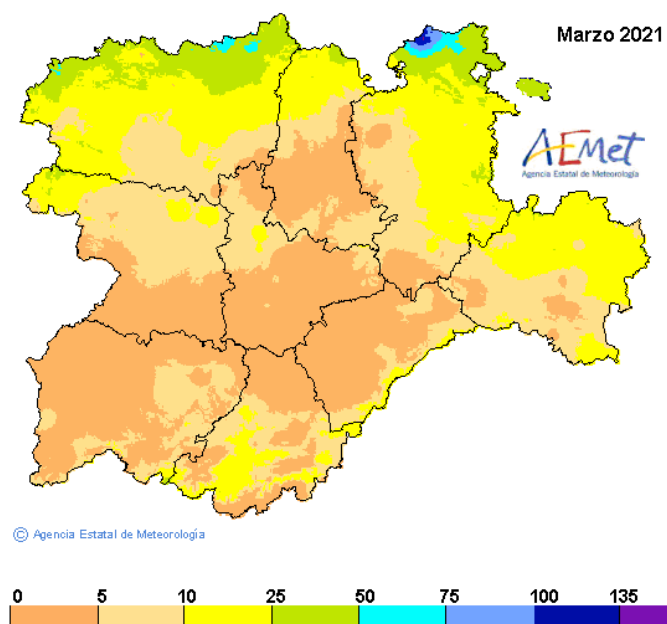 Marzo 2021
AEMet
Agencia Estatal de Meteorología
© Agencia Estatal de Meteorología
0 5 10 25 50 75 100 135